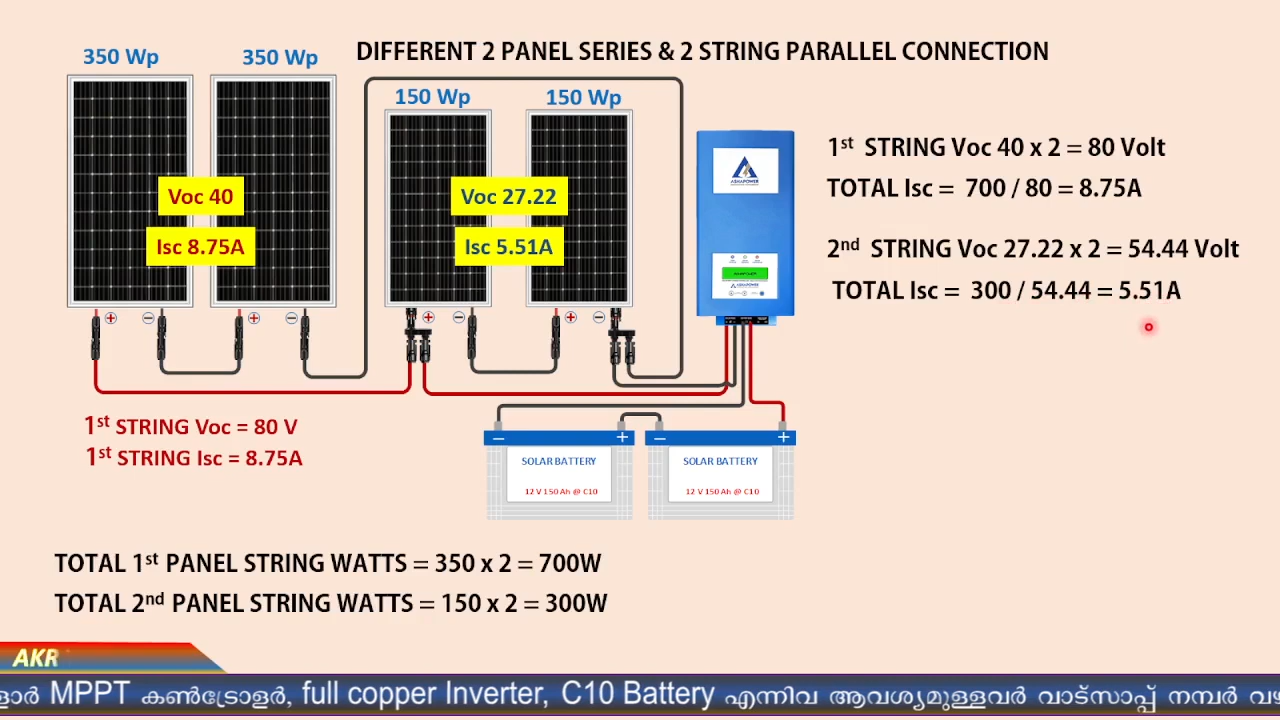 DIFFERENT 2 PANEL SERIES & 2 STRING PARALLEL CONNECTION
350 Wp
350 Wp
150 Wp
150 Wp
Voc 40
Isc 8.75A
Voc 27.22
Isc 5.51A
ASHAPOWER
1st STRING Voc 40 x 2 = 80 Volt
TOTAL Isc = 700 / 80 = 8.75A
2nd STRING Voc 27.22 x 2 = 54.44 Volt
TOTAL Isc = 300 / 54.44 = 5.51A
+ − + −
+ − + −
1st STRING Voc = 80 V
1st STRING Isc = 8.75A
− + − +
SOLAR BATTERY
12 V 150 Ah @ C10
SOLAR BATTERY
12 V 150 Ah @ C10
TOTAL 1st PANEL STRING WATTS = 350 x 2 = 700W
TOTAL 2nd PANEL STRING WATTS = 150 x 2 = 300W
AKR
MPPT കൺട്രോളർ, full copper Inverter, C10 Battery എന്നിവ ആവശ്യമുള്ളവർ വാട്സാപ്പ് നമ്പർ